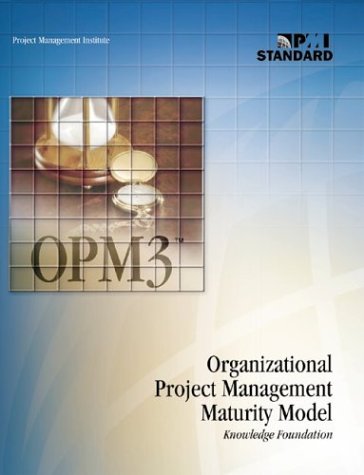 Project Management Institute
PMI
STANDARD
OPM3™
Organizational
Project Management
Maturity Model
Knowledge Foundation